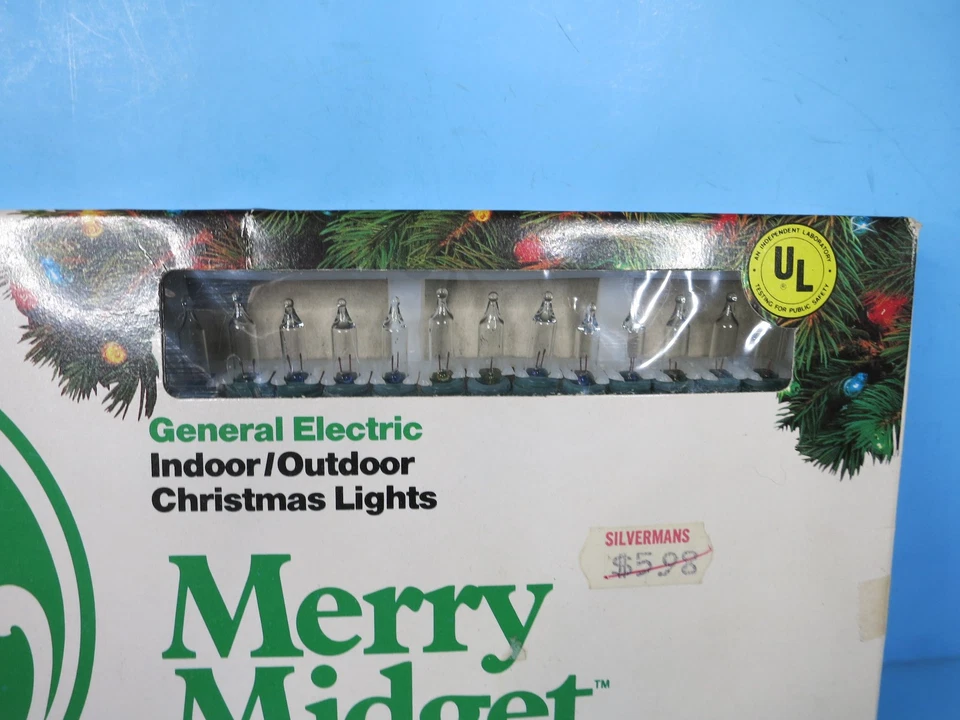 AN INDEPENDENT LABORATORY
UL
®
TESTING FOR PUBLIC SAFETY
General Electric
Indoor/Outdoor
Christmas Lights
SILVERMANS
$5.98
Merry
Midget™